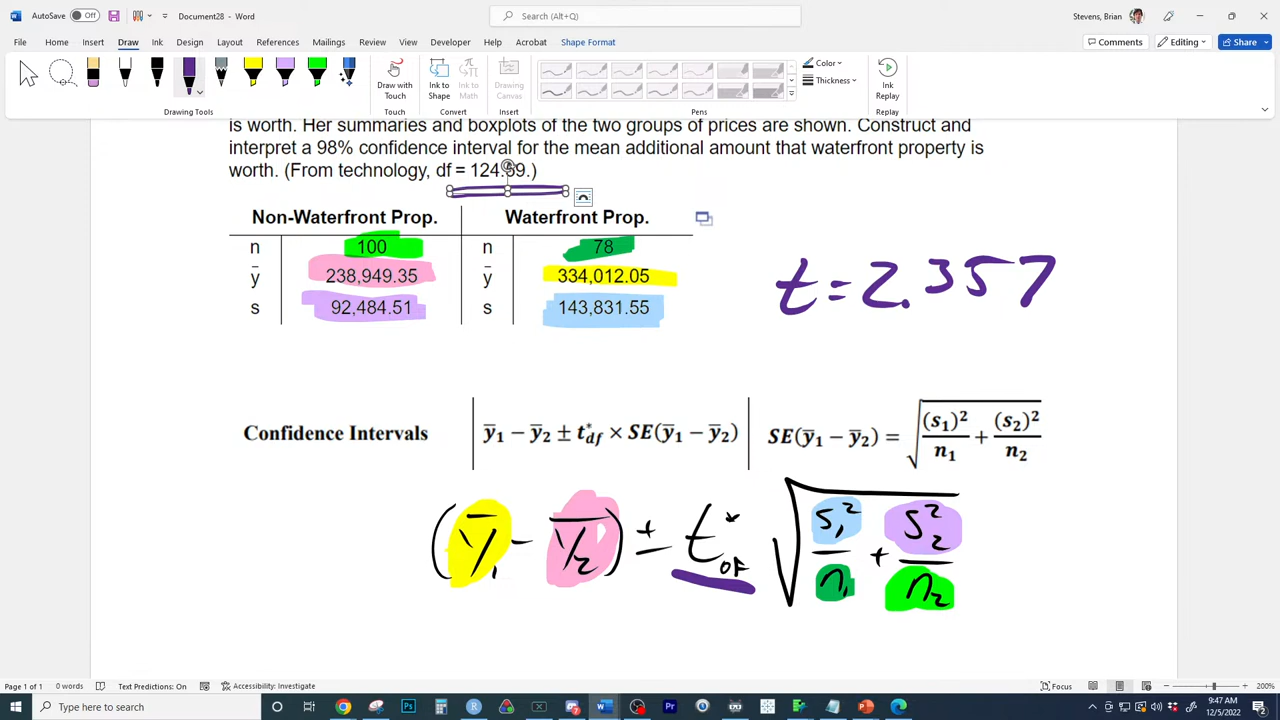 AutoSave Off Document28 - Word Search (Alt+Q) Stevens, Brian
File Home Insert Draw Ink Design Layout References Mailings Review View Developer Help Acrobat Shape Format Comments Editing Share
Draw with Touch Ink to Shape Ink to Math Drawing Canvas Color Thickness Ink Replay
Drawing Tools Touch Convert Insert Pens Replay
is worth. Her summaries and boxplots of the two groups of prices are shown. Construct and
interpret a 98% confidence interval for the mean additional amount that waterfront property is
worth. (From technology, df = 124.59.)
Non-Waterfront Prop. Waterfront Prop.
n 100 n 78
ȳ 238,949.35 ȳ 334,012.05
s 92,484.51 s 143,831.55
t = 2.357
Confidence Intervals ȳ₁ − ȳ₂ ± t*df × SE(ȳ₁ − ȳ₂) SE(ȳ₁ − ȳ₂) = √((s₁)²/n₁ + (s₂)²/n₂)
(ȳ₁ − ȳ₂) ± t*DF √(s₁²/n₁ + s₂²/n₂)
Page 1 of 1 0 words Text Predictions: On Accessibility: Investigate Focus 200%
Type here to search 9:47 AM
12/5/2022